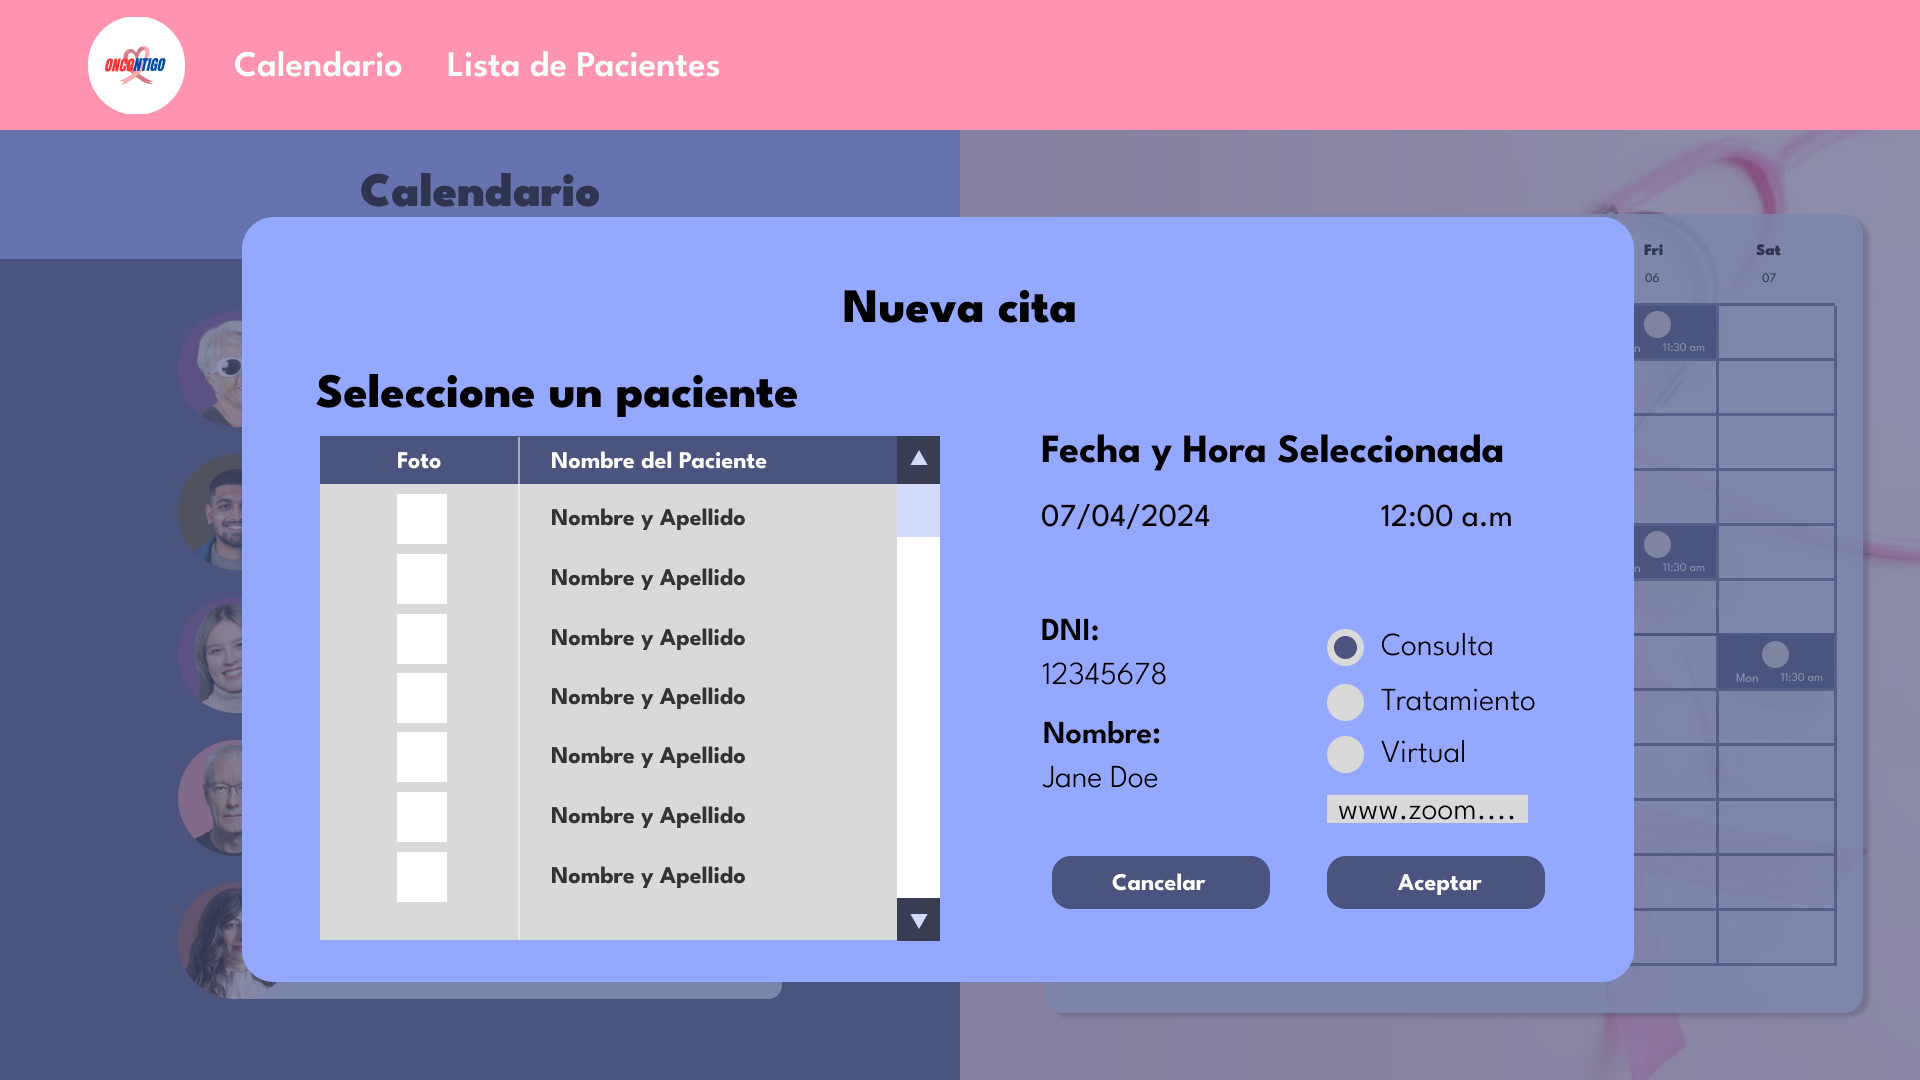 ONCONTIGO
Calendario
Lista de Pacientes
Calendario
Fri
Sat
06
07
11:30 am
11:30 am
Mon
11:30 am
Nueva cita
Seleccione un paciente
Foto
Nombre del Paciente
Nombre y Apellido
Nombre y Apellido
Nombre y Apellido
Nombre y Apellido
Nombre y Apellido
Nombre y Apellido
Nombre y Apellido
Fecha y Hora Seleccionada
07/04/2024
12:00 a.m
DNI:
12345678
Nombre:
Jane Doe
Consulta
Tratamiento
Virtual
www.zoom....
Cancelar
Aceptar